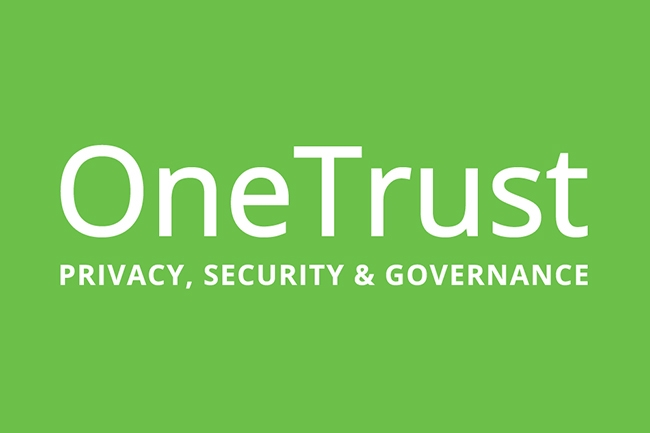 OneTrust
PRIVACY, SECURITY & GOVERNANCE